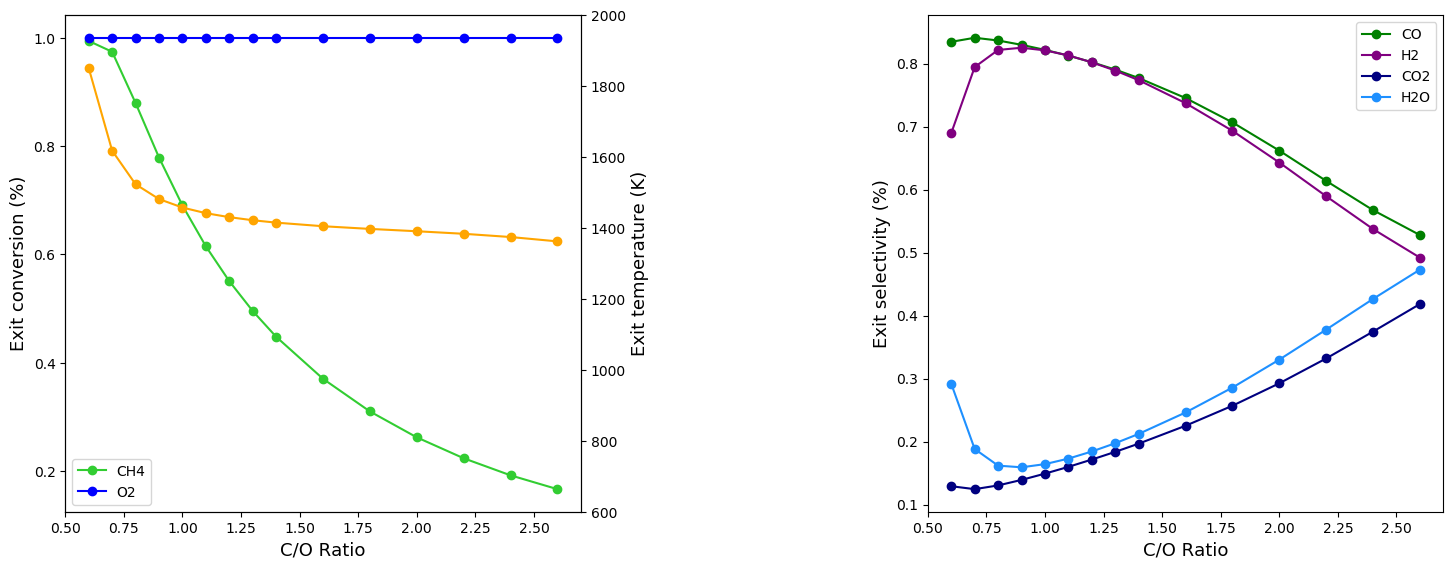 Exit conversion (%)
1.0
0.8
0.6
0.4
0.2
CH4
O2
0.50 0.75 1.00 1.25 1.50 1.75 2.00 2.25 2.50
C/O Ratio
2000
1800
1600
1400
1200
1000
800
600
Exit temperature (K)
Exit selectivity (%)
0.8
0.7
0.6
0.5
0.4
0.3
0.2
0.1
CO
H2
CO2
H2O
0.50 0.75 1.00 1.25 1.50 1.75 2.00 2.25 2.50
C/O Ratio